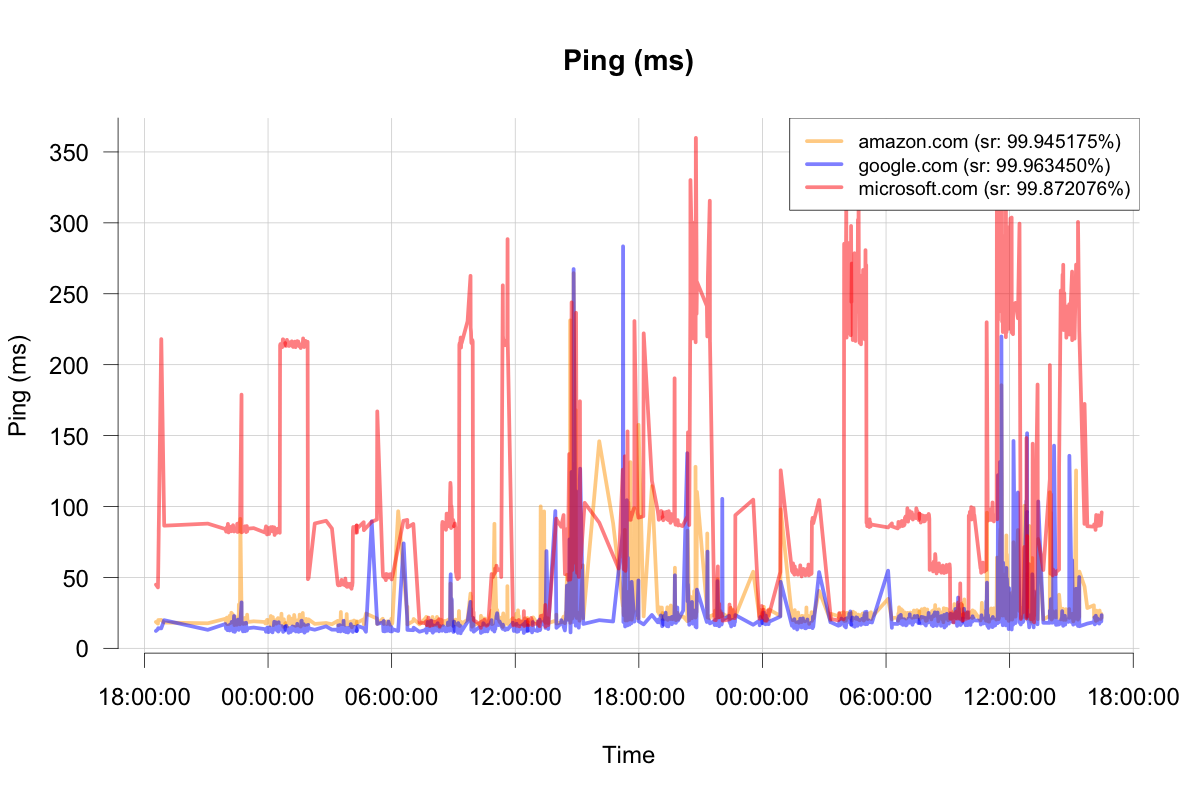 Ping (ms)
amazon.com (sr: 99.945175%)
google.com (sr: 99.963450%)
microsoft.com (sr: 99.872076%)
350
300
250
200
150
100
50
0
Ping (ms)
18:00:00 00:00:00 06:00:00 12:00:00 18:00:00 00:00:00 06:00:00 12:00:00 18:00:00
Time